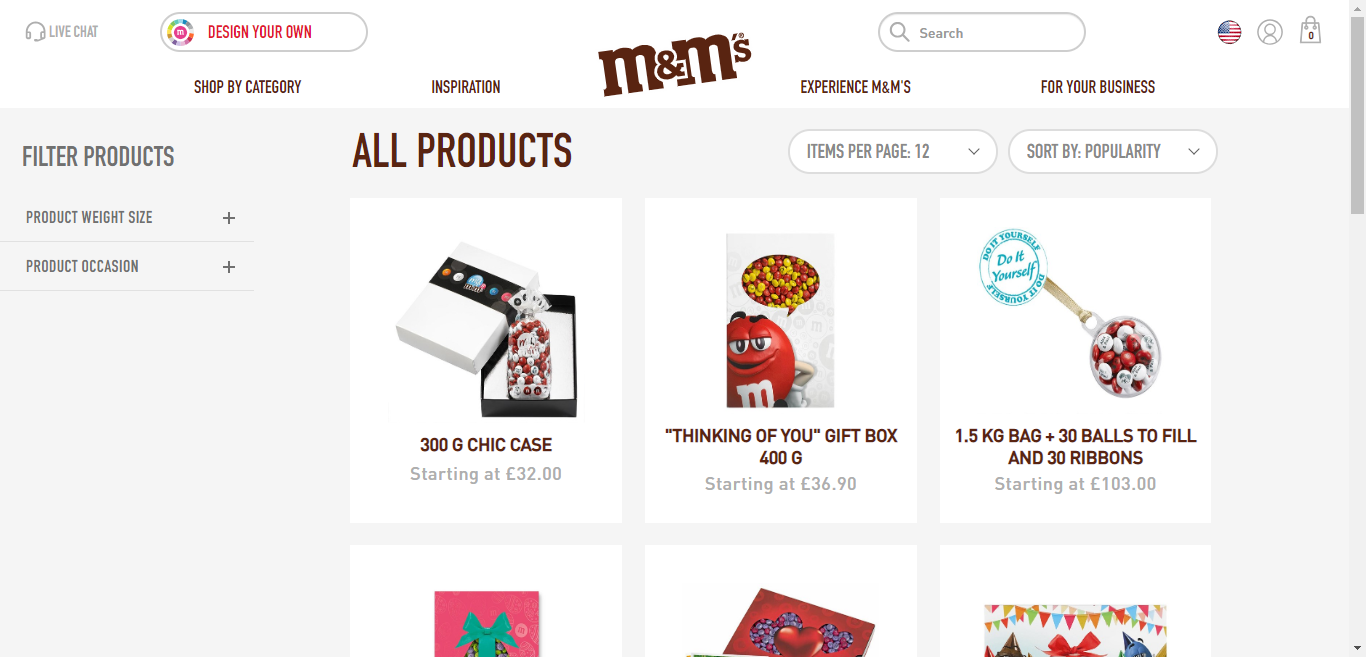 LIVE CHAT
DESIGN YOUR OWN
m&m's
Search
0
SHOP BY CATEGORY
INSPIRATION
EXPERIENCE M&M'S
FOR YOUR BUSINESS
FILTER PRODUCTS
PRODUCT WEIGHT SIZE
PRODUCT OCCASION
ALL PRODUCTS
ITEMS PER PAGE: 12
SORT BY: POPULARITY
300 G CHIC CASE
Starting at £32.00
m
"THINKING OF YOU" GIFT BOX
400 G
Starting at £36.90
DO IT YOURSELF
Do It
Yourself
DO IT YOURSELF
1.5 KG BAG + 30 BALLS TO FILL
AND 30 RIBBONS
Starting at £103.00